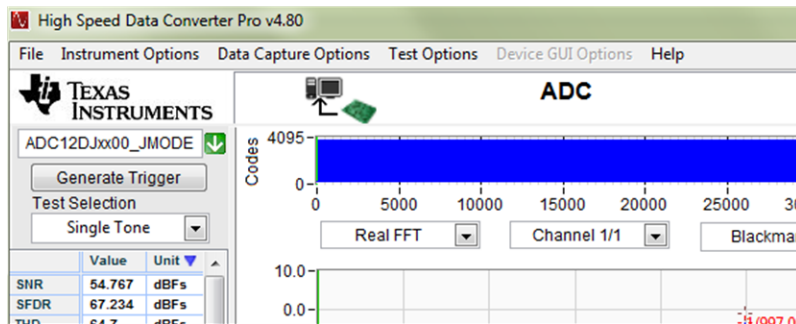 High Speed Data Converter Pro v4.80
File Instrument Options Data Capture Options Test Options Device GUI Options Help
TEXAS
INSTRUMENTS
ADC
ADC12DJxx00_JMODE
Generate Trigger
Test Selection
Single Tone
Value Unit
SNR 54.767 dBFs
SFDR 67.234 dBFs
Codes
4095
0
0 5000 10000 15000 20000 25000
Real FFT Channel 1/1
10.0
0.0